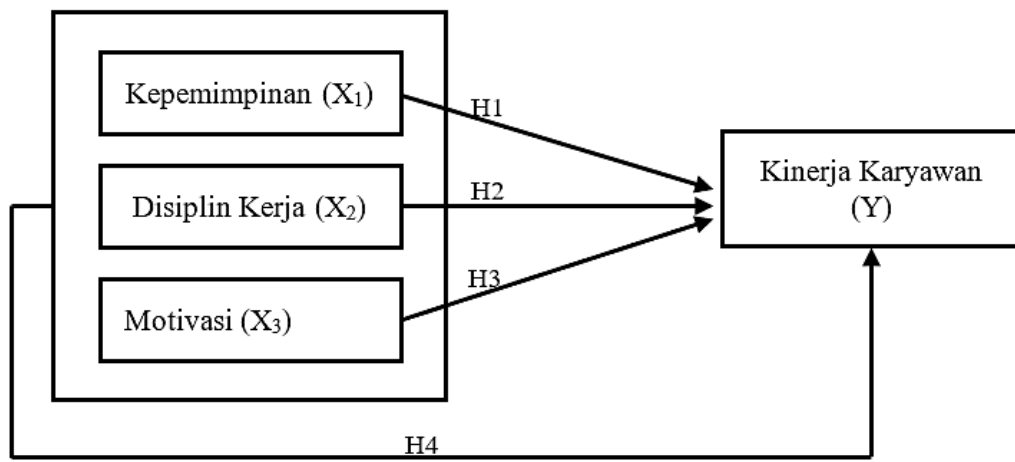 Kepemimpinan (X₁)
H1
Disiplin Kerja (X₂)
H2
Kinerja Karyawan
(Y)
H3
Motivasi (X₃)
H4